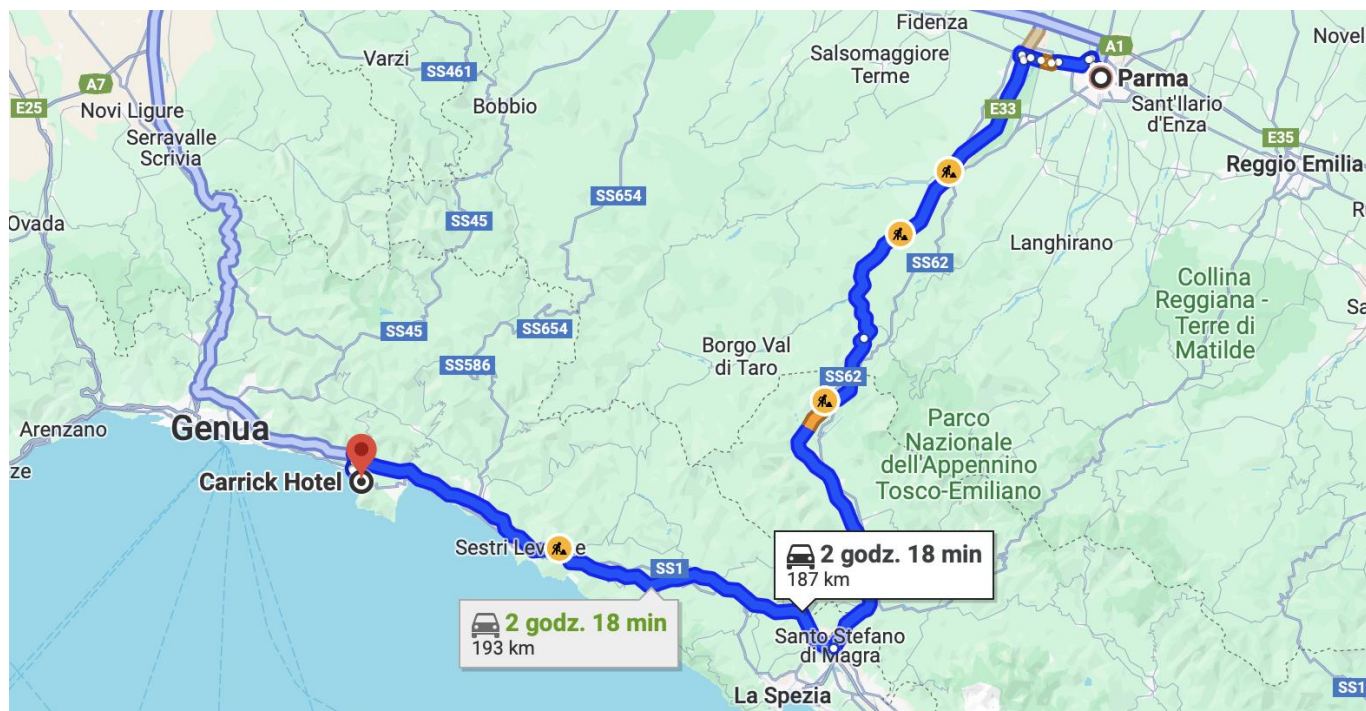 Fidenza
A1
Novel
Varzi
SS461
Salsomaggiore
Terme
Parma
A7
E25
Novi Ligure
Bobbio
E33
Sant'Ilario
d'Enza
Serravalle
Scrivia
E35
Reggio Emilia
SS654
Ovada
SS45
Langhirano
SS62
Collina
Reggiana -
Terre di
Matilde
SS45
SS654
Borgo Val
di Taro
SS586
SS62
Genua
Arenzano
Parco
Nazionale
dell'Appennino
Tosco-Emiliano
ze
Carrick Hotel
Sestri Lev e
SS1
2 godz. 18 min
187 km
2 godz. 18 min
193 km
Santo Stefano
di Magra
La Spezia
SS1